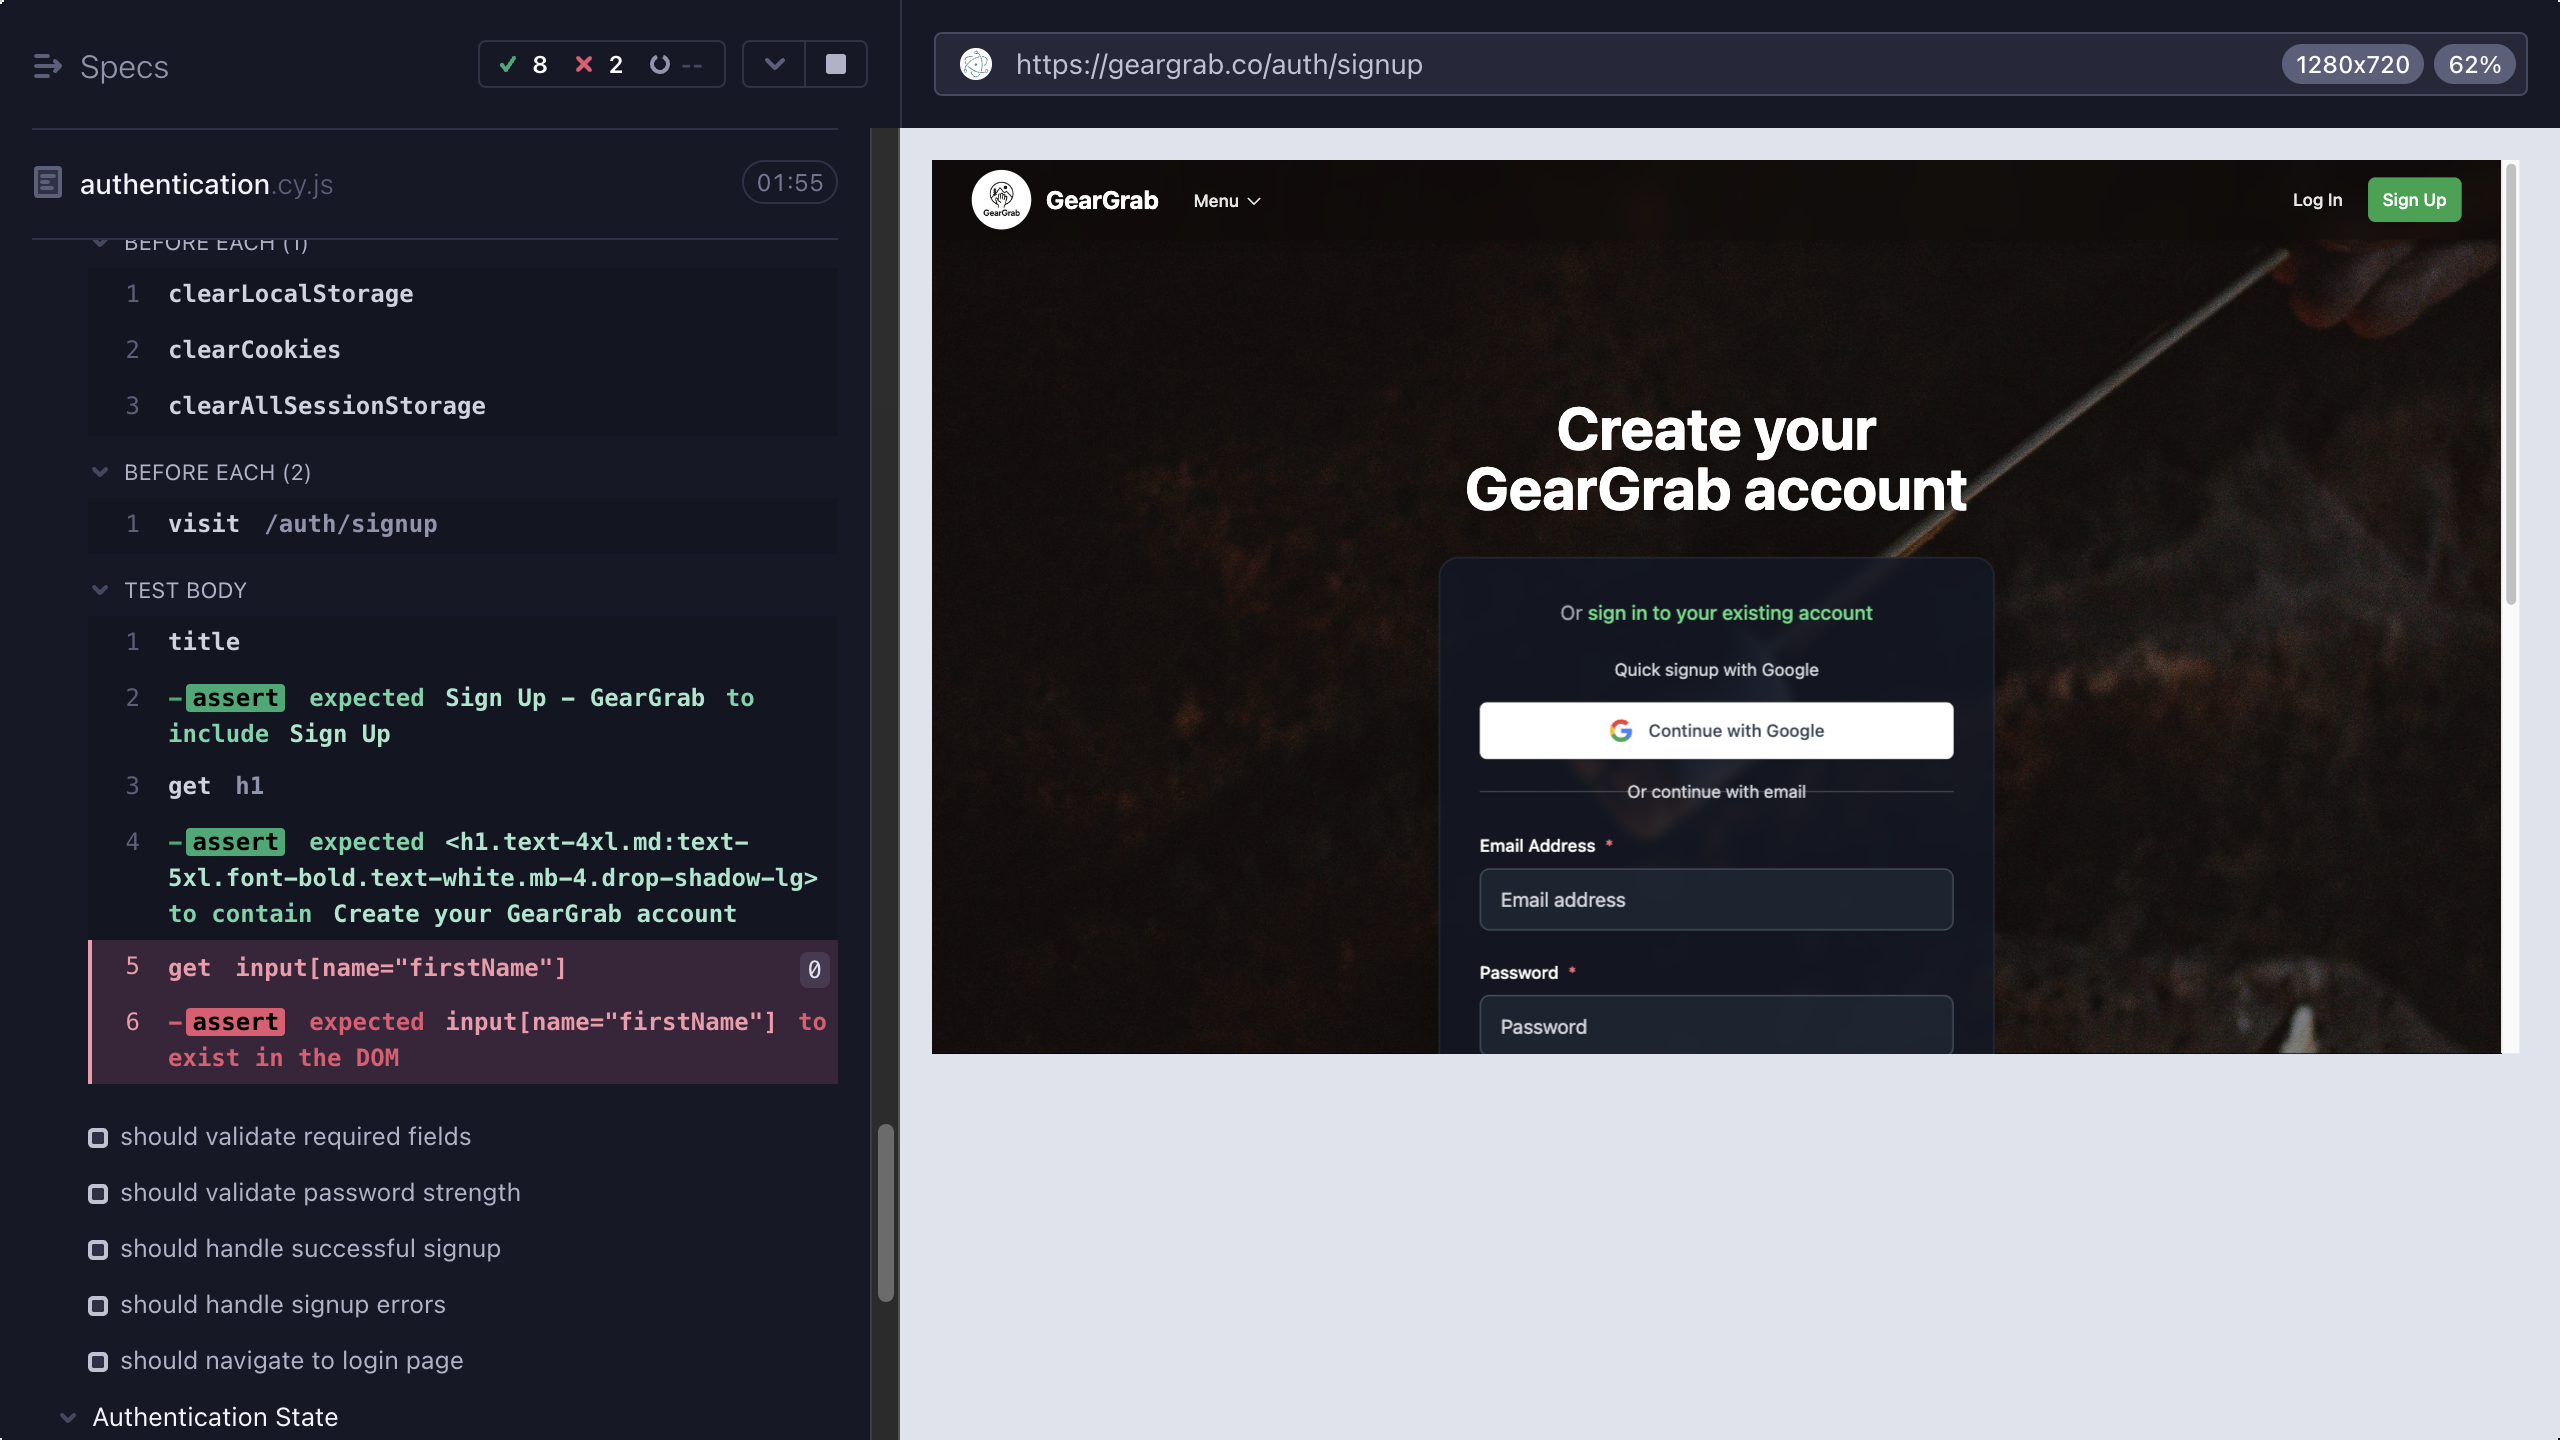 Specs
8 2 --
authentication.cy.js
01:55
BEFORE EACH (1)
1 clearLocalStorage
2 clearCookies
3 clearAllSessionStorage
BEFORE EACH (2)
1 visit /auth/signup
TEST BODY
1 title
2 -assert expected Sign Up - GearGrab to
include Sign Up
3 get h1
4 -assert expected <h1.text-4xl.md:text-
5xl.font-bold.text-white.mb-4.drop-shadow-lg>
to contain Create your GearGrab account
5 get input[name="firstName"] 0
6 -assert expected input[name="firstName"] to
exist in the DOM
should validate required fields
should validate password strength
should handle successful signup
should handle signup errors
should navigate to login page
Authentication State
https://geargrab.co/auth/signup
1280x720 62%
GearGrab
GearGrab
Menu
Log In
Sign Up
Create your
GearGrab account
Or sign in to your existing account
Quick signup with Google
Continue with Google
Or continue with email
Email Address *
Email address
Password *
Password